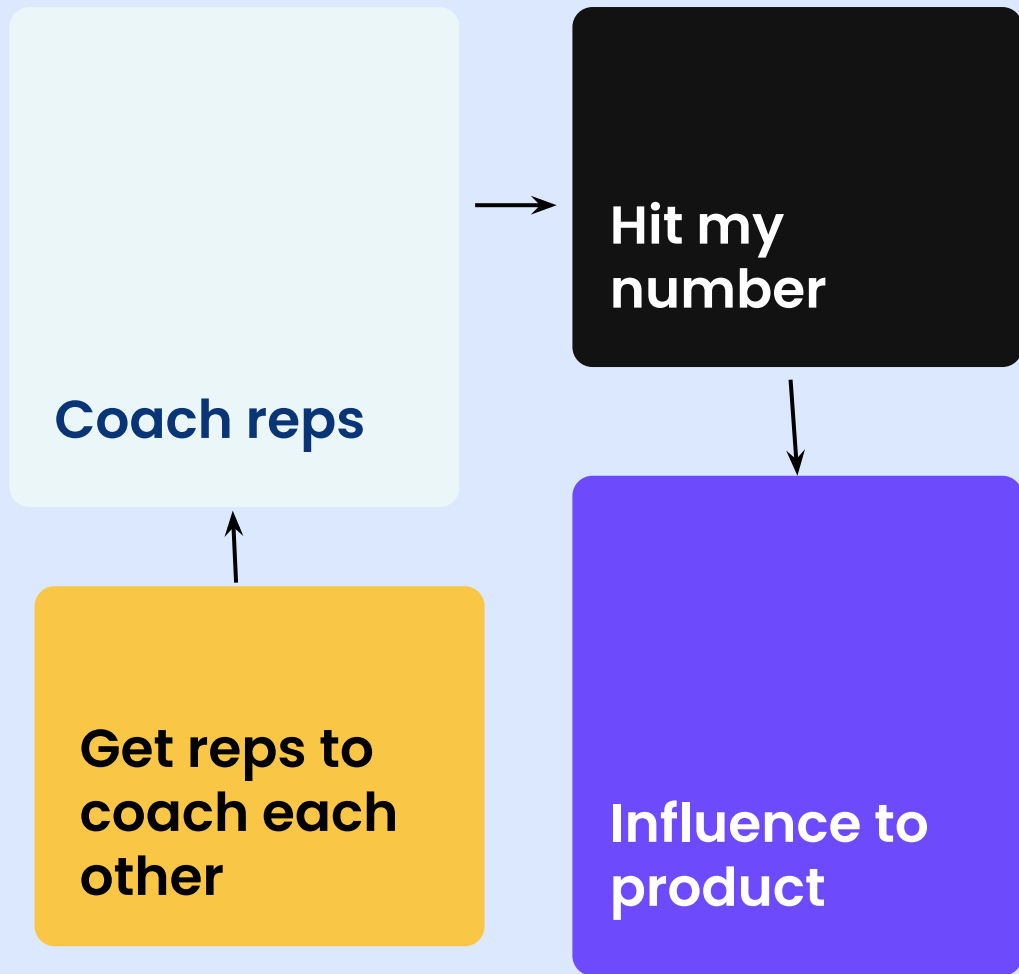 Coach reps
Hit my
number
Get reps to
coach each
other
Influence to
product